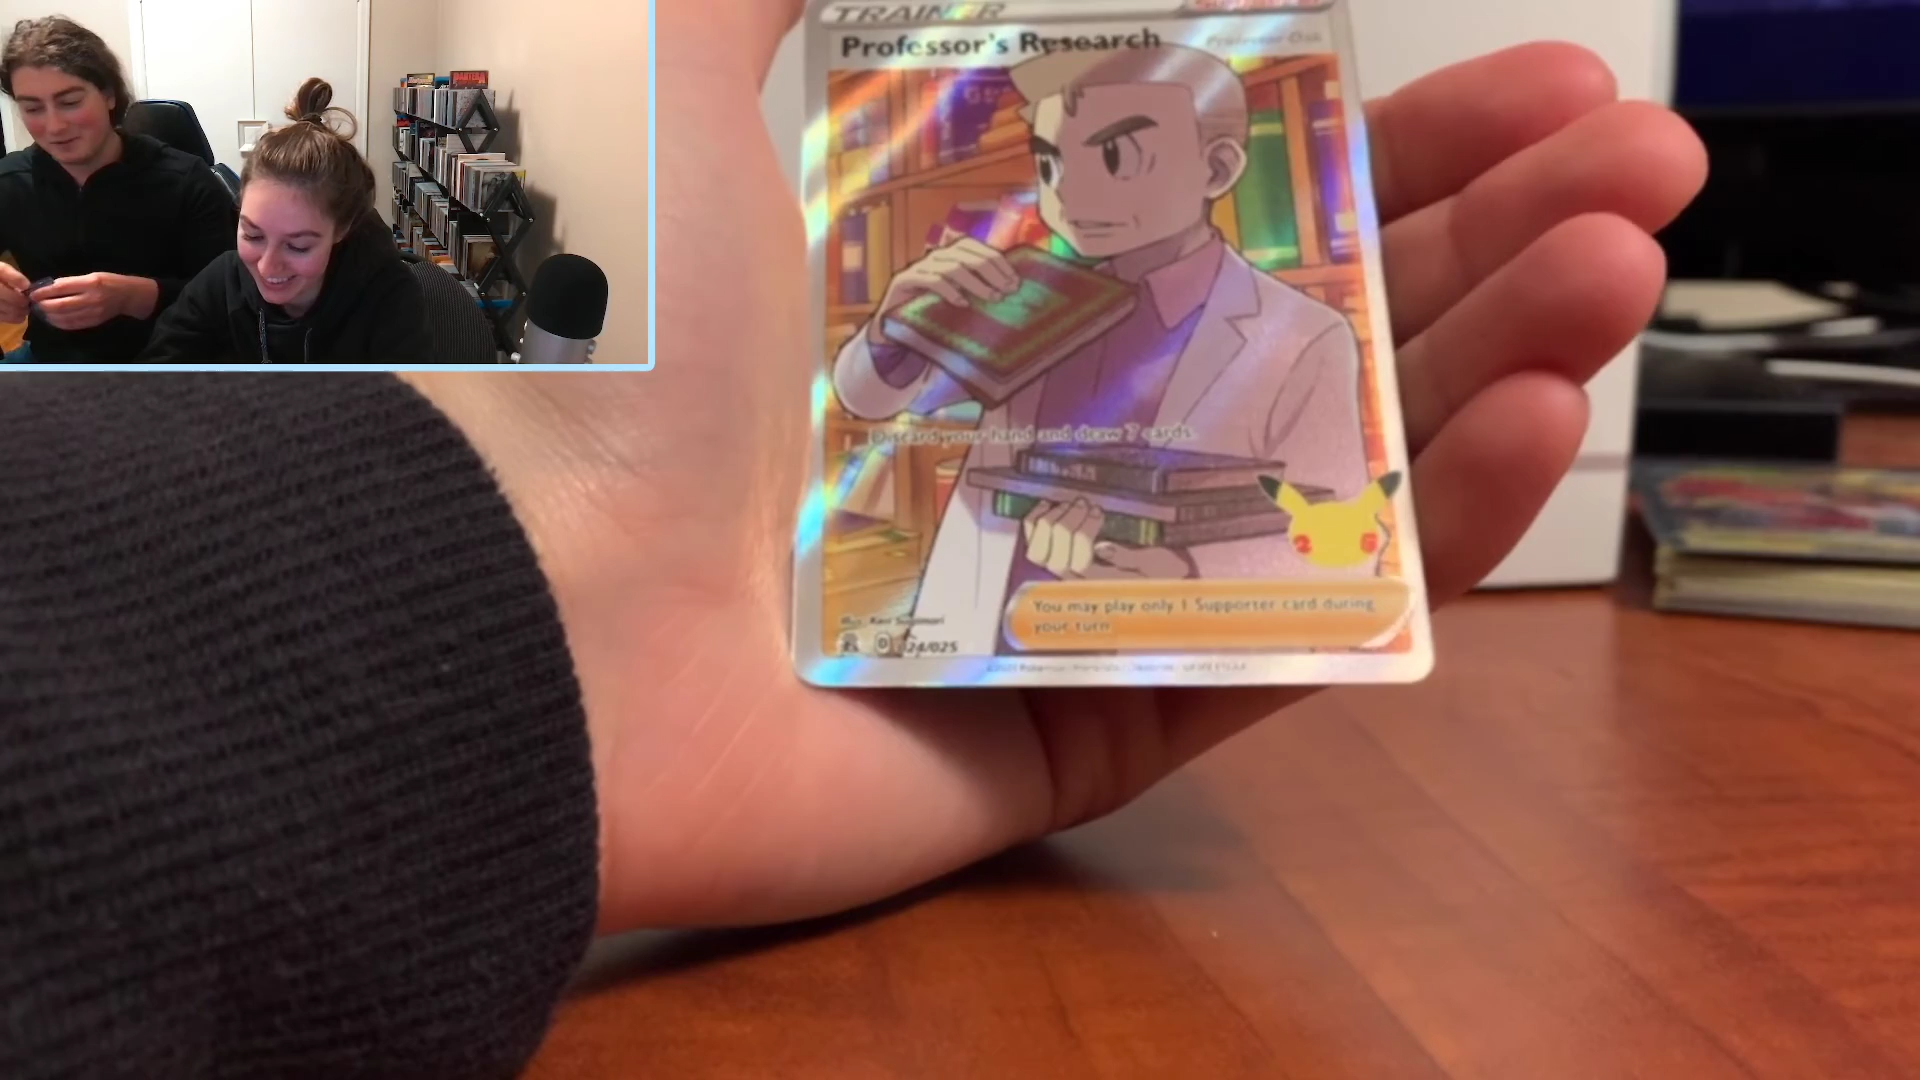 TRAINER
Professor's Research
Professor Oak
Discard your hand and draw 7 cards.
You may play only 1 Supporter card during
your turn.
Illus. Ken Sugimori
024/025